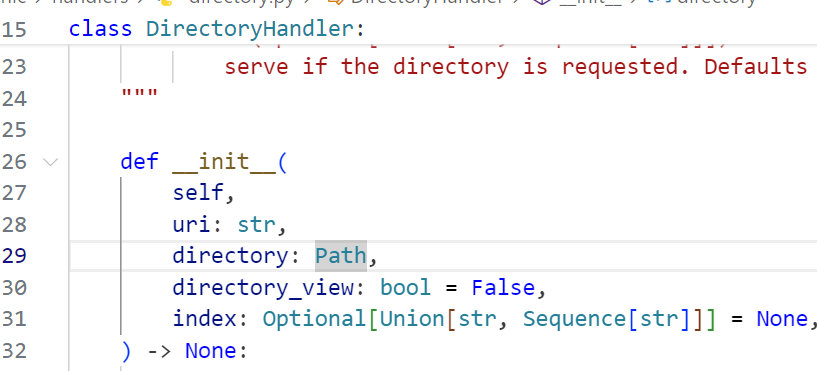 handlers > directory.py > DirectoryHandler > __init__ > directory
15 class DirectoryHandler:
23 serve if the directory is requested. Defaults
24 """
25
26 def __init__(
27 self,
28 uri: str,
29 directory: Path,
30 directory_view: bool = False,
31 index: Optional[Union[str, Sequence[str]]] = None,
32 ) -> None: